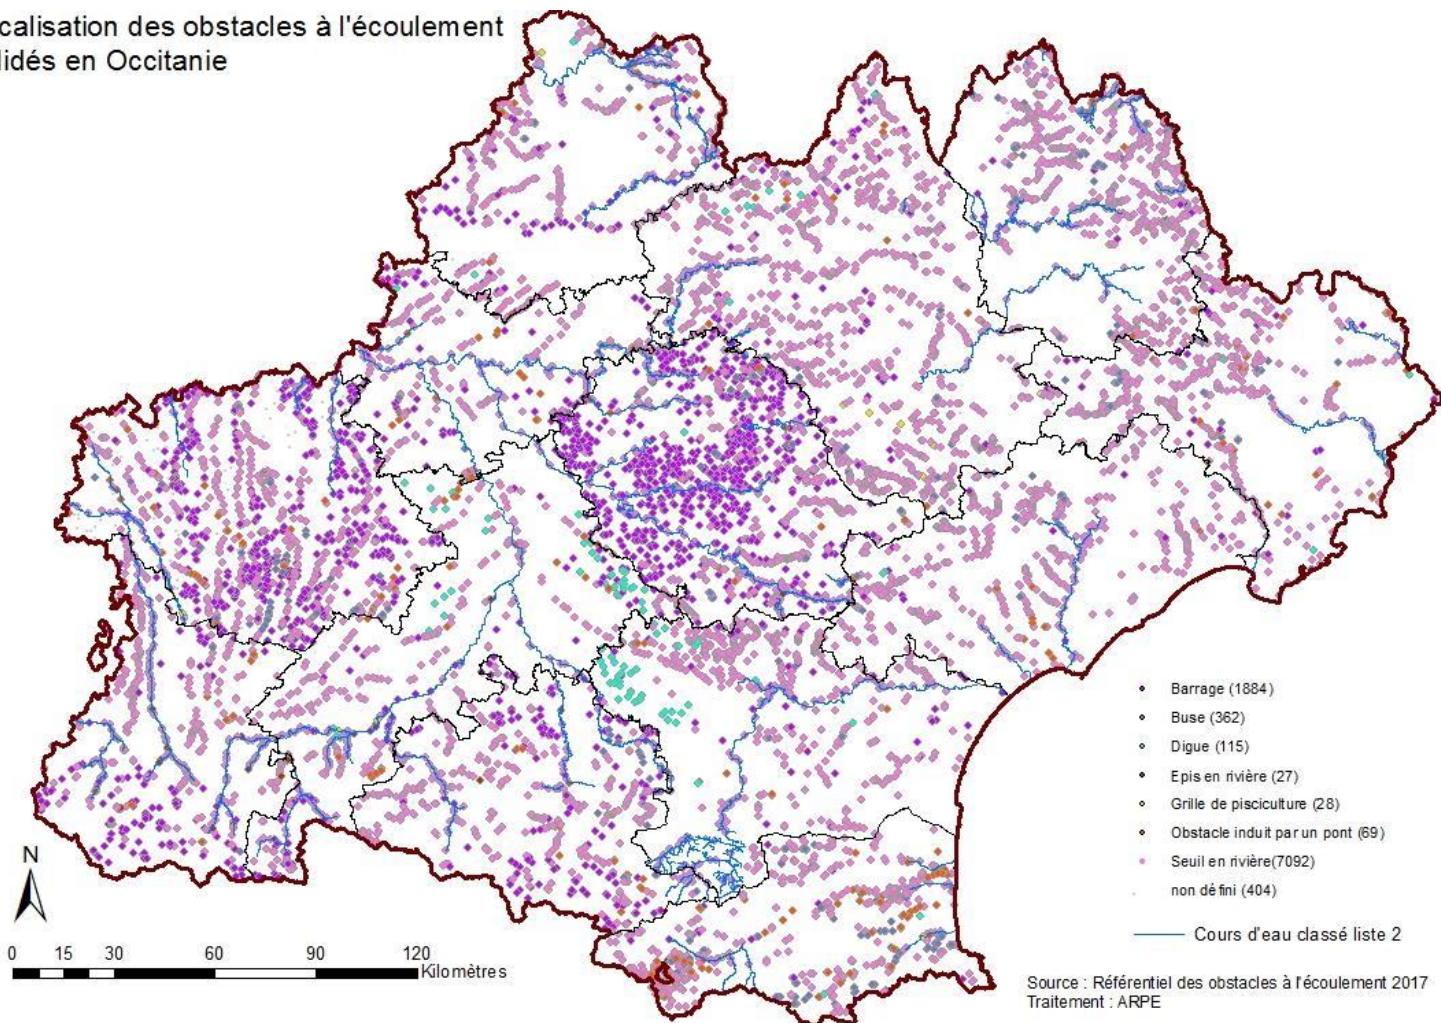 calisation des obstacles à l'écoulement
lidés en Occitanie
Barrage (1884)
Buse (362)
Digue (115)
Epis en rivière (27)
Grille de pisciculture (28)
Obstacle induit par un pont (69)
Seuil en rivière(7092)
non défini (404)
Cours d'eau classé liste 2
N
0 15 30 60 90 120
Kilomètres
Source : Référentiel des obstacles à l'écoulement 2017
Traitement : ARPE